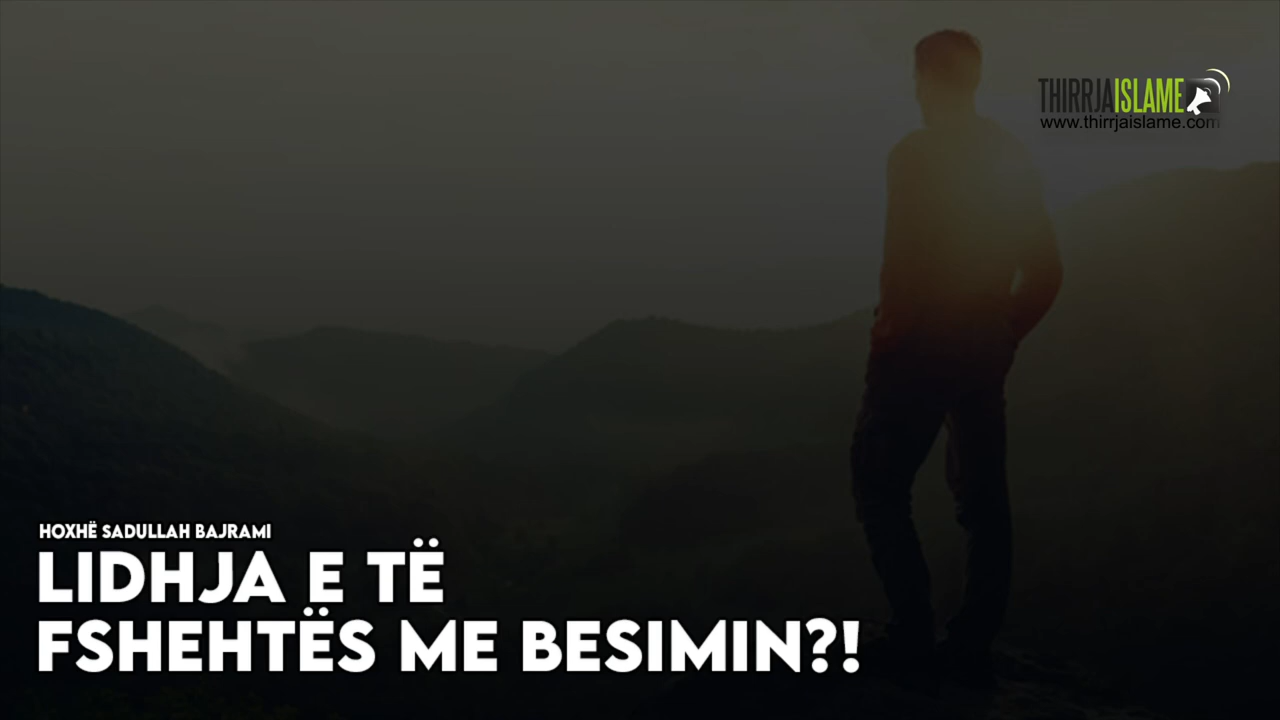 THIRRJAISLAME
www.thirrjaislame.com
HOXHË SADULLAH BAJRAMI
LIDHJA E TË
FSHEHTËS ME BESIMIN?!